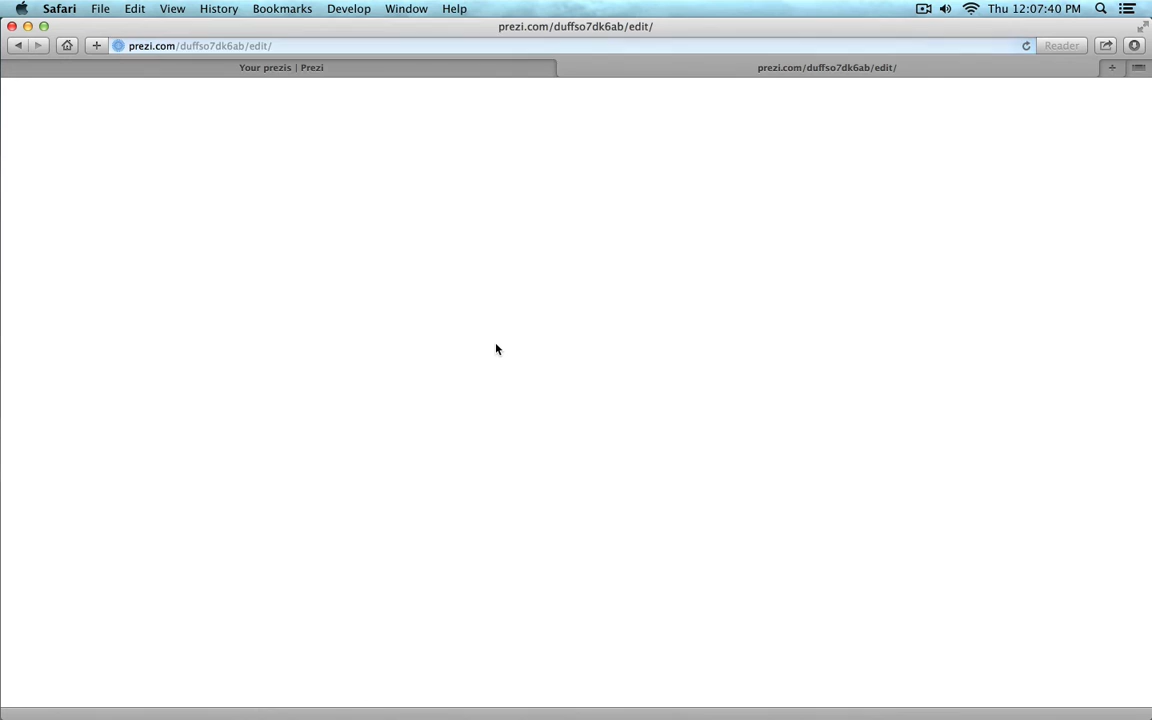 Safari File Edit View History Bookmarks Develop Window Help Thu 12:07:40 PM
prezi.com/duffso7dk6ab/edit/
prezi.com/duffso7dk6ab/edit/ Reader
Your prezis | Prezi prezi.com/duffso7dk6ab/edit/